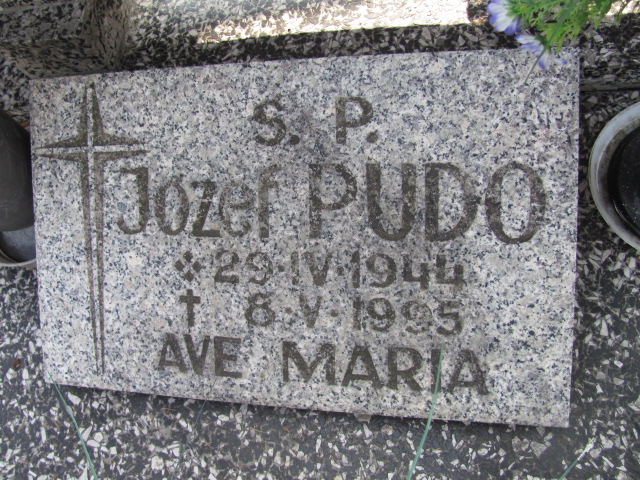 S. P.
Jozef PUDO
29·IV·1944
8·V·1995
AVE MARIA